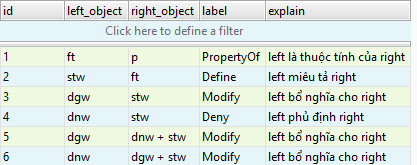 id left_object right_object label explain
Click here to define a filter
1 ft p PropertyOf left là thuộc tính của right
2 stw ft Define left miêu tả right
3 dgw stw Modify left bổ nghĩa cho right
4 dnw stw Deny left phủ định right
5 dgw dnw + stw Modify left bổ nghĩa cho right
6 dnw dgw + stw Modify left bổ nghĩa cho right